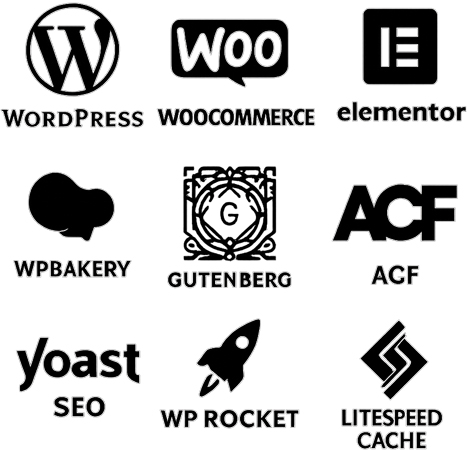 W
WORDPRESS
WOO
WOOCOMMERCE
E
elementor
WPBAKERY
G
GUTENBERG
ACF
ACF
yoast
SEO
WP ROCKET
LITESPEED
CACHE